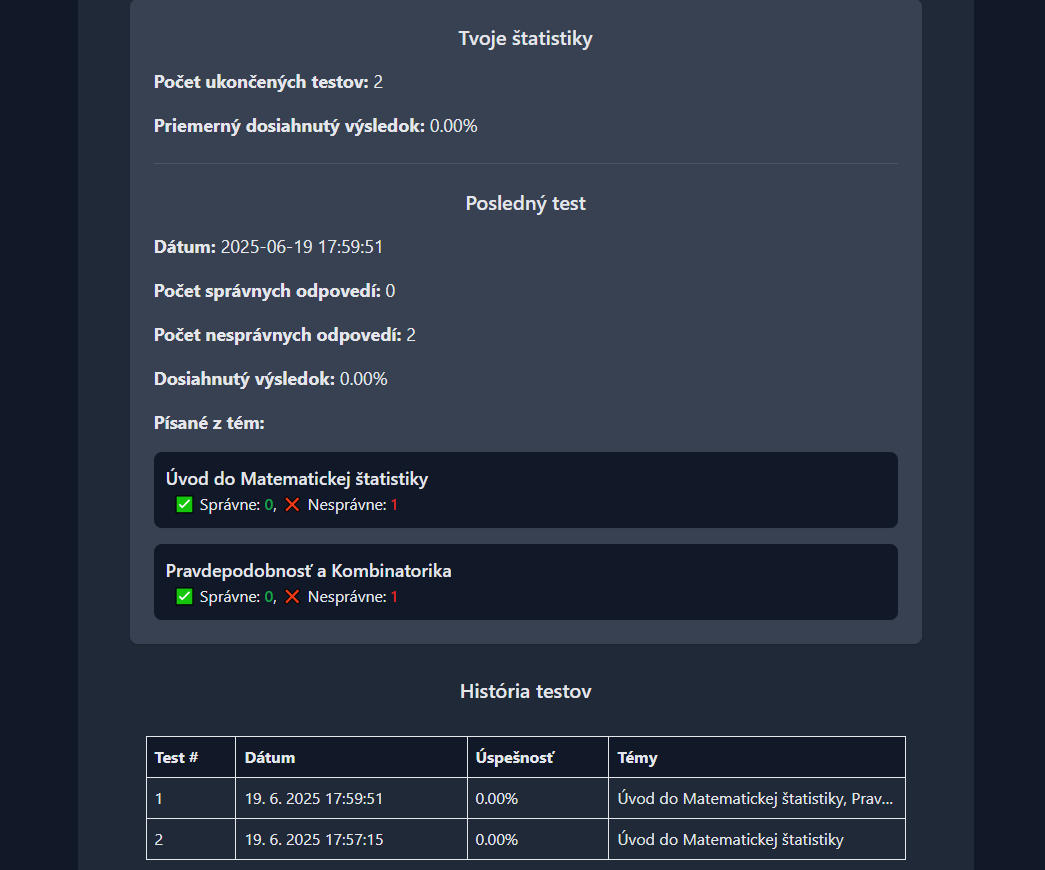 Tvoje štatistiky
Počet ukončených testov: 2
Priemerný dosiahnutý výsledok: 0.00%
Posledný test
Dátum: 2025-06-19 17:59:51
Počet správnych odpovedí: 0
Počet nesprávnych odpovedí: 2
Dosiahnutý výsledok: 0.00%
Písané z tém:
Úvod do Matematickej štatistiky
✅ Správne: 0, ❌ Nesprávne: 1
Pravdepodobnosť a Kombinatorika
✅ Správne: 0, ❌ Nesprávne: 1
História testov
Test # Dátum Úspešnosť Témy
1 19. 6. 2025 17:59:51 0.00% Úvod do Matematickej štatistiky, Prav...
2 19. 6. 2025 17:57:15 0.00% Úvod do Matematickej štatistiky